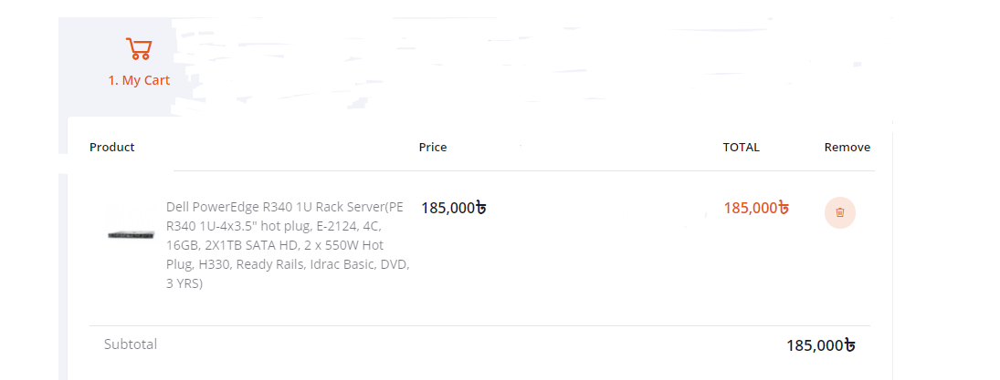 1. My Cart
Product Price TOTAL Remove
Dell PowerEdge R340 1U Rack Server(PE 185,000৳ 185,000৳
R340 1U-4x3.5" hot plug, E-2124, 4C,
16GB, 2X1TB SATA HD, 2 x 550W Hot
Plug, H330, Ready Rails, Idrac Basic, DVD,
3 YRS)
Subtotal 185,000৳